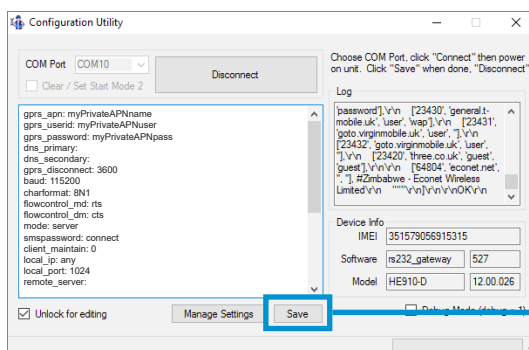 Configuration Utility
COM Port COM10
Clear / Set Start Mode 2
Disconnect
Choose COM Port, click "Connect" then power
on unit. Click "Save" when done, "Disconnect"
gprs_apn: myPrivateAPNname
gprs_userid: myPrivateAPNuser
gprs_password: myPrivateAPNpass
dns_primary:
dns_secondary:
gprs_disconnect: 3600
baud: 115200
charformat: 8N1
flowcontrol_md: rts
flowcontrol_dm: cts
mode: server
smspassword: connect
client_maintain: 0
local_ip: any
local_port: 1024
remote_server:
Log
'password'],\r\n ['23430', 'general.t-
mobile.uk', 'user', 'wap'],\r\n ['23431',
'goto.virginmobile.uk', 'user', ''],\r\n
['23432', 'goto.virginmobile.uk', 'user',
''],\r\n ['23420', 'three.co.uk', 'guest',
'guest'],\r\n\r\n ['64804', 'econet.net',
'', ''], #Zimbabwe - Econet Wireless
Limited\r\n """\r\n]\r\n\r\nOK\r\n
Device Info
IMEI 351579056915315
Software rs232_gateway 527
Model HE910-D 12.00.026
Unlock for editing
Manage Settings
Save
Debug Mode (debug = 1)